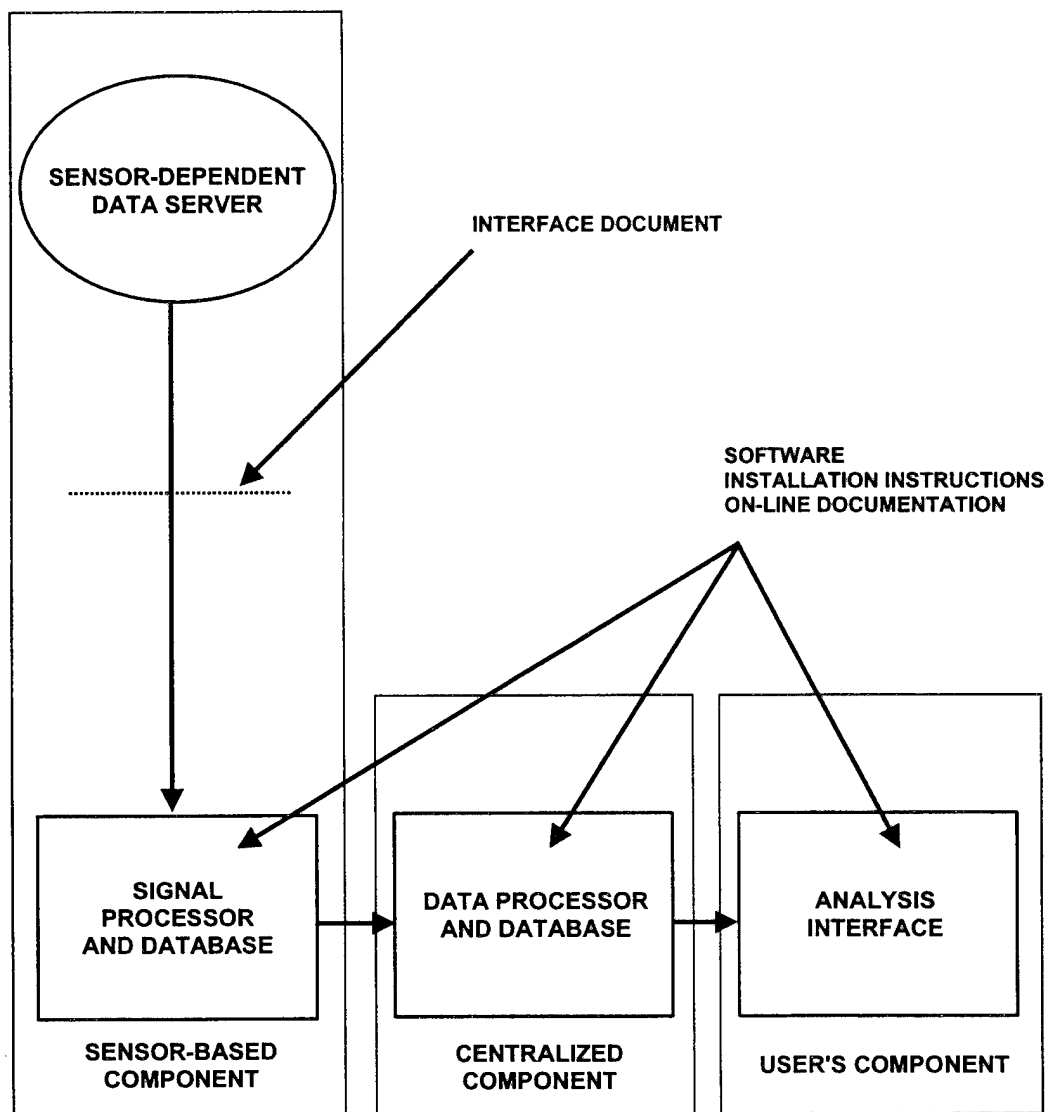 SENSOR-DEPENDENT
DATA SERVER
INTERFACE DOCUMENT
SOFTWARE
INSTALLATION INSTRUCTIONS
ON-LINE DOCUMENTATION
SIGNAL
PROCESSOR
AND DATABASE
DATA PROCESSOR
AND DATABASE
ANALYSIS
INTERFACE
SENSOR-BASED
COMPONENT
CENTRALIZED
COMPONENT
USER'S COMPONENT